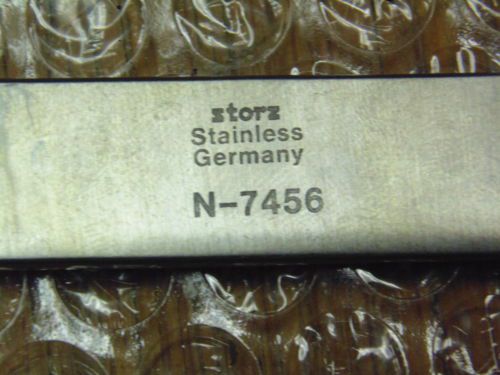 storz
Stainless
Germany
N-7456